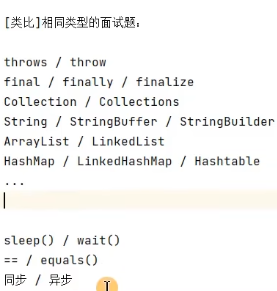 [类比]相同类型的面试题：
throws / throw
final / finally / finalize
Collection / Collections
String / StringBuffer / StringBuilder
ArrayList / LinkedList
HashMap / LinkedHashMap / Hashtable
...
sleep() / wait()
== / equals()
同步 / 异步